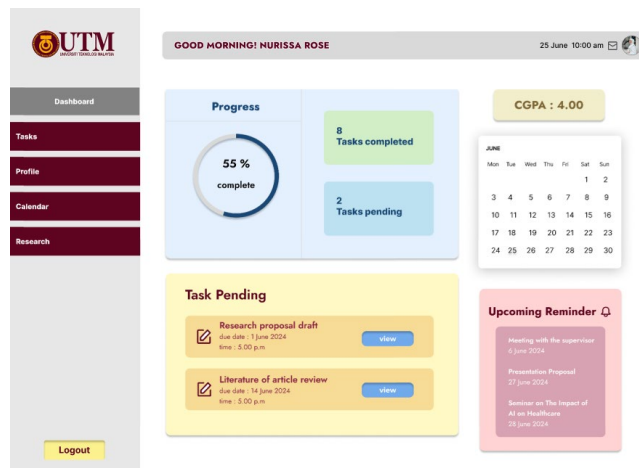 UTM
UNIVERSITI TEKNOLOGI MALAYSIA
GOOD MORNING! NURISSA ROSE
25 June 10:00 am
Dashboard
Tasks
Profile
Calendar
Research
Logout
Progress
55 %
complete
8
Tasks completed
2
Tasks pending
CGPA : 4.00
JUNE
Mon Tue Wed Thu Fri Sat Sun
1 2
3 4 5 6 7 8 9
10 11 12 13 14 15 16
17 18 19 20 21 22 23
24 25 26 27 28 29 30
Task Pending
Research proposal draft
due date : 1 June 2024
time : 5.00 p.m
view
Literature of article review
due date : 14 June 2024
time : 5.00 p.m
view
Upcoming Reminder
Meeting with the supervisor
6 June 2024
Presentation Proposal
27 June 2024
Seminar on The Impact of
AI on Healthcare
28 June 2024